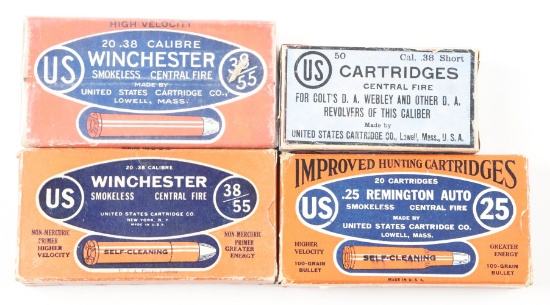 HIGH VELOCITY
20 .38 CALIBRE
US
WINCHESTER
38/55
SMOKELESS CENTRAL FIRE
MADE BY
UNITED STATES CARTRIDGE CO.,
LOWELL, MASS.
50 Cal. .38 Short
US
CARTRIDGES
CENTRAL FIRE
FOR COLT'S D. A. WEBLEY AND OTHER D. A.
REVOLVERS OF THIS CALIBER
Made by
UNITED STATES CARTRIDGE CO., Lowell, Mass., U. S. A.
20 .38 CALIBRE
US
WINCHESTER
38/55
SMOKELESS CENTRAL FIRE
UNITED STATES CARTRIDGE CO.
NEW YORK, N. Y.
MADE IN U.S.A.
NON-MERCURIC
PRIMER
HIGHER
VELOCITY
SELF-CLEANING
NON-MERCURIC
PRIMER
GREATER
ENERGY
IMPROVED HUNTING CARTRIDGES
20 CARTRIDGES
US
.25 REMINGTON AUTO
25
SMOKELESS CENTRAL FIRE
MADE BY
UNITED STATES CARTRIDGE CO.
LOWELL, MASS.
HIGHER
VELOCITY
100-GRAIN
BULLET
SELF-CLEANING
GREATER
ENERGY
100-GRAIN
BULLET
MADE IN U.S.A.